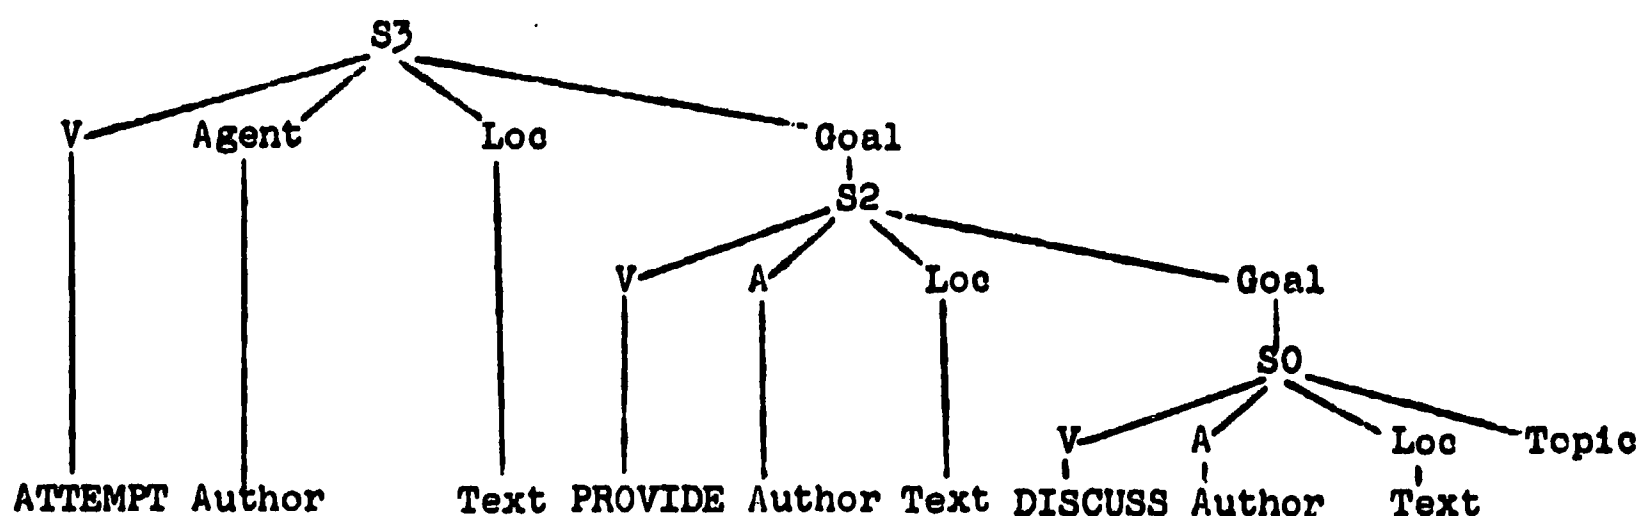 S3
V Agent Loc Goal
S2
V A Loc Goal
S0
V A Loc Topic
ATTEMPT Author Text PROVIDE Author Text DISCUSS Author Text